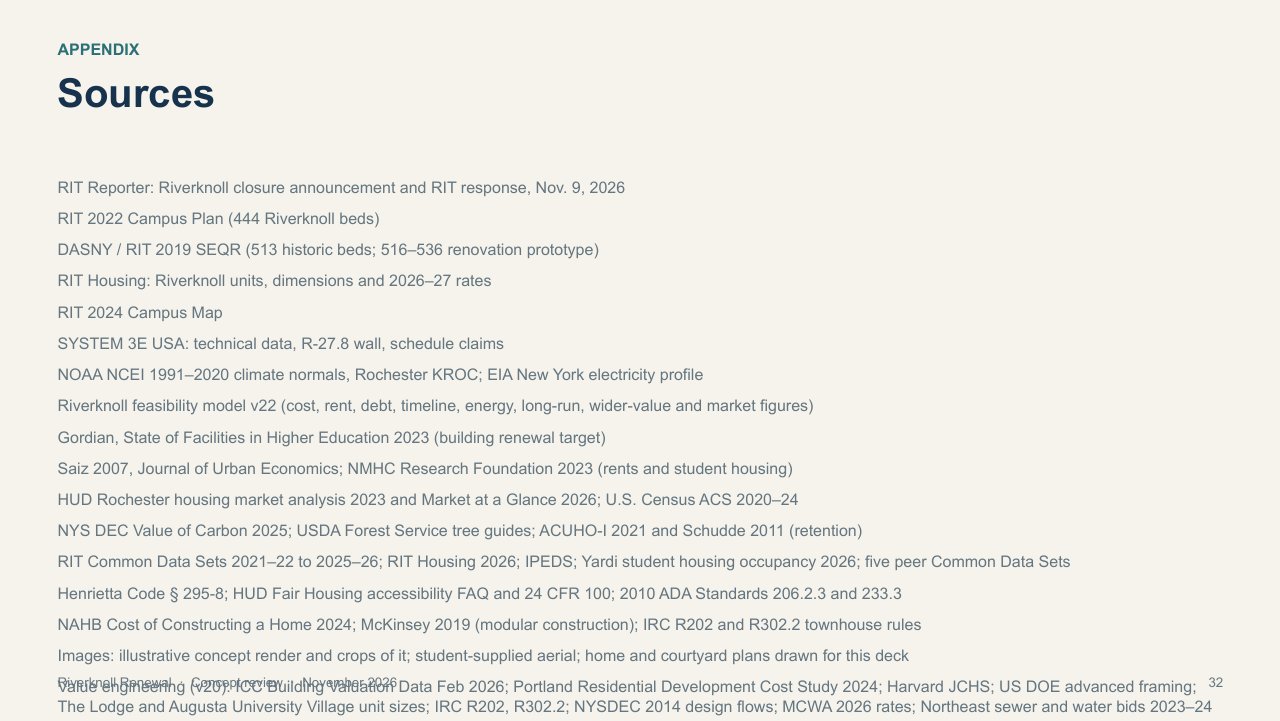 APPENDIX
Sources
RIT Reporter: Riverknoll closure announcement and RIT response, Nov. 9, 2026
RIT 2022 Campus Plan (444 Riverknoll beds)
DASNY / RIT 2019 SEQR (513 historic beds; 516–536 renovation prototype)
RIT Housing: Riverknoll units, dimensions and 2026–27 rates
RIT 2024 Campus Map
SYSTEM 3E USA: technical data, R-27.8 wall, schedule claims
NOAA NCEI 1991–2020 climate normals, Rochester KROC; EIA New York electricity profile
Riverknoll feasibility model v22 (cost, rent, debt, timeline, energy, long-run, wider-value and market figures)
Gordian, State of Facilities in Higher Education 2023 (building renewal target)
Saiz 2007, Journal of Urban Economics; NMHC Research Foundation 2023 (rents and student housing)
HUD Rochester housing market analysis 2023 and Market at a Glance 2026; U.S. Census ACS 2020–24
NYS DEC Value of Carbon 2025; USDA Forest Service tree guides; ACUHO-I 2021 and Schudde 2011 (retention)
RIT Common Data Sets 2021–22 to 2025–26; RIT Housing 2026; IPEDS; Yardi student housing occupancy 2026; five peer Common Data Sets
Henrietta Code § 295-8; HUD Fair Housing accessibility FAQ and 24 CFR 100; 2010 ADA Standards 206.2.3 and 233.3
NAHB Cost of Constructing a Home 2024; McKinsey 2019 (modular construction); IRC R202 and R302.2 townhouse rules
Images: illustrative concept render and crops of it; student-supplied aerial; home and courtyard plans drawn for this deck
Riverknoll Renewal · Concept review · November 2026
32
Value engineering (v20): ICC Building Valuation Data Feb 2026; Portland Residential Development Cost Study 2024; Harvard JCHS; US DOE advanced framing;
The Lodge and Augusta University Village unit sizes; IRC R202, R302.2; NYSDEC 2014 design flows; MCWA 2026 rates; Northeast sewer and water bids 2023–24